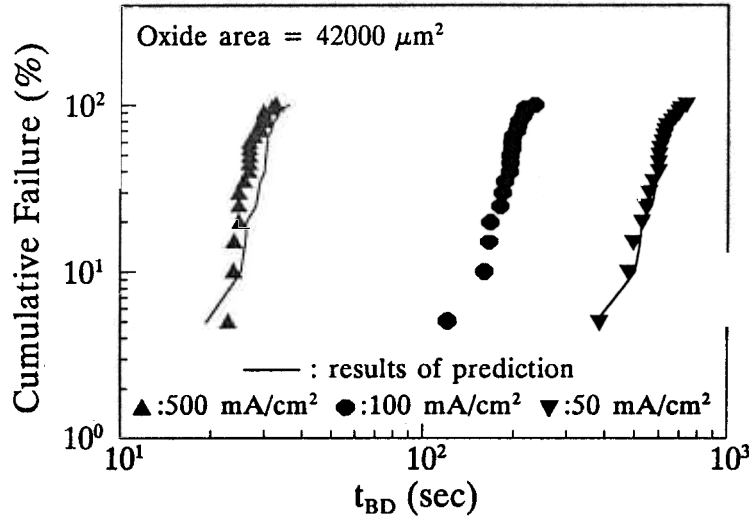 Oxide area = 42000 μm²
Cumulative Failure (%)
10²
10¹
10⁰
— : results of prediction
▲:500 mA/cm² ●:100 mA/cm² ▼:50 mA/cm²
10¹ 10² 10³
t_BD (sec)